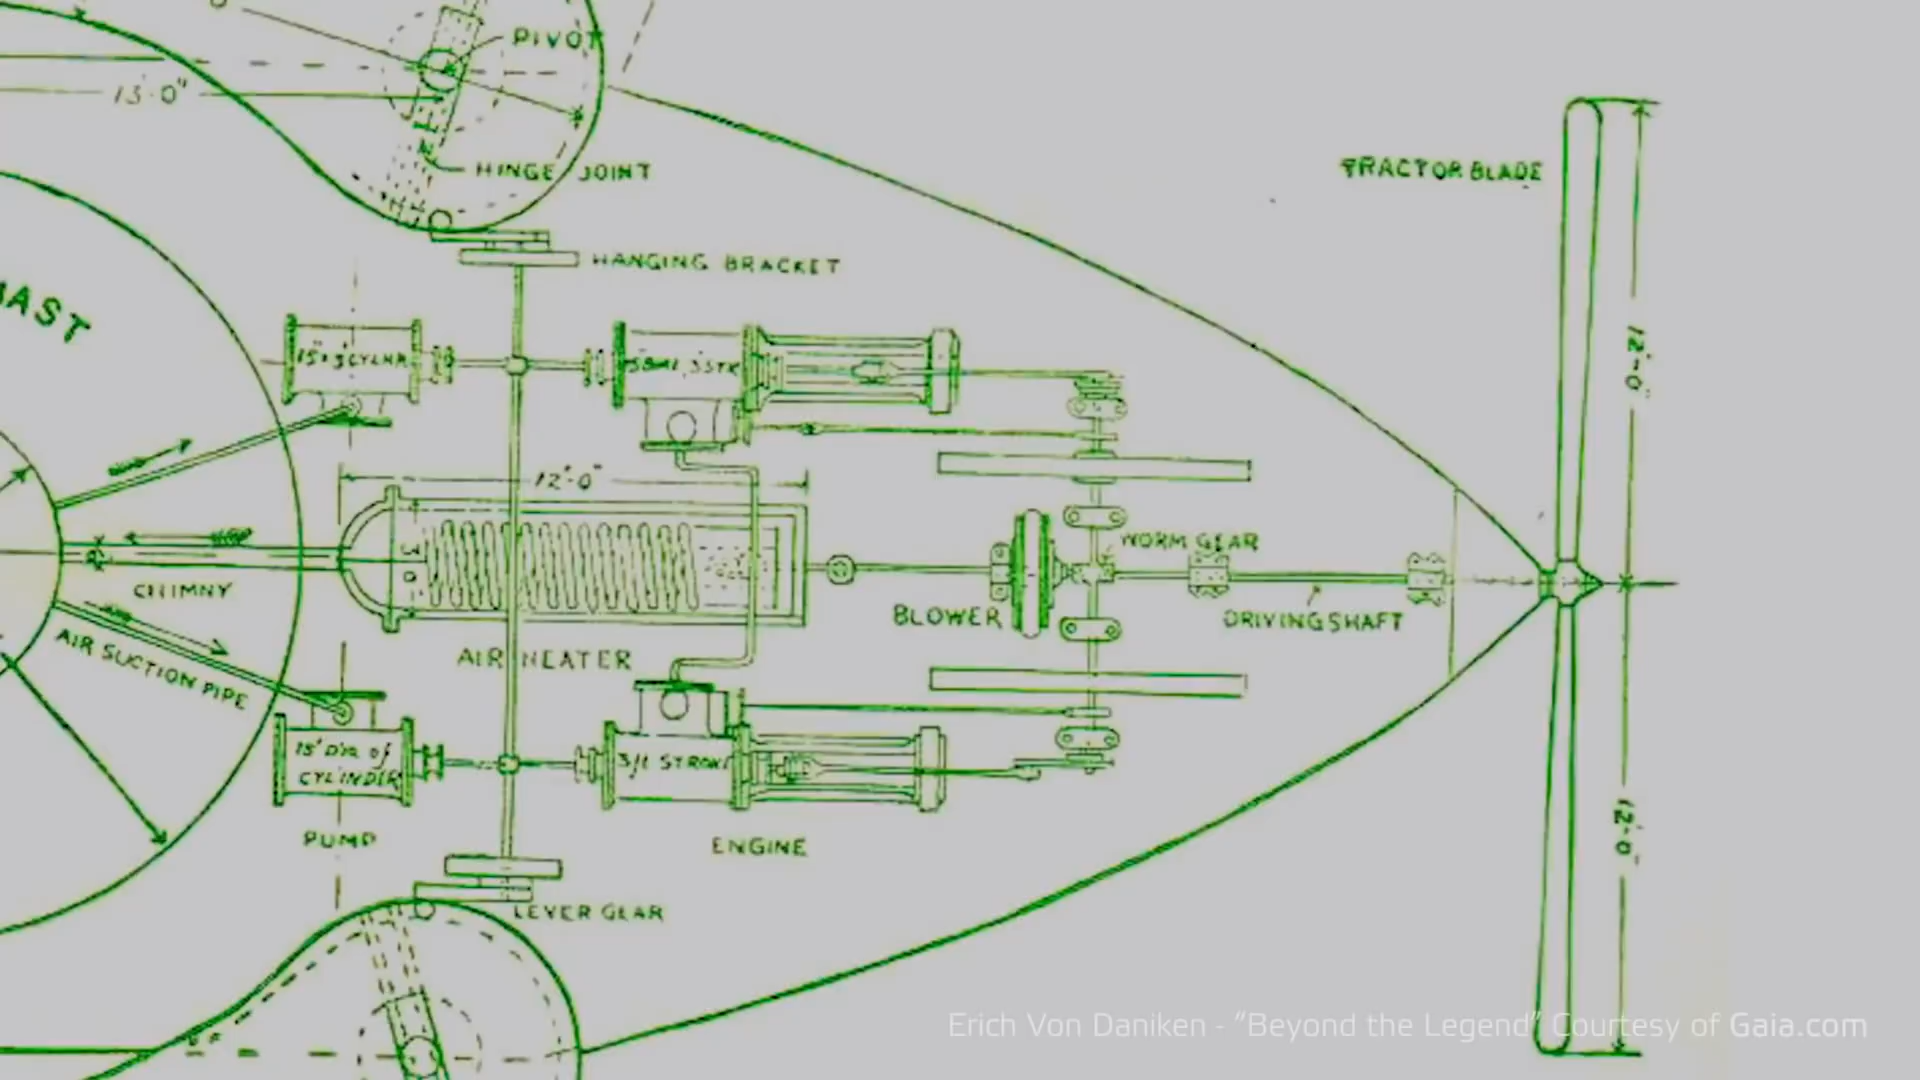 PIVOT
13'-0"
HINGE JOINT
TRACTOR BLADE
HANGING BRACKET
12'-0"
12'-0"
CHIMNY
WORM GEAR
BLOWER
DRIVING SHAFT
AIR SUCTION PIPE
AIR HEATER
15" DIA of
CYLINDER
STROKE
12'-0"
PUMP
ENGINE
LEVER GEAR
Erich Von Daniken - “Beyond the Legend” Courtesy of Gaia.com